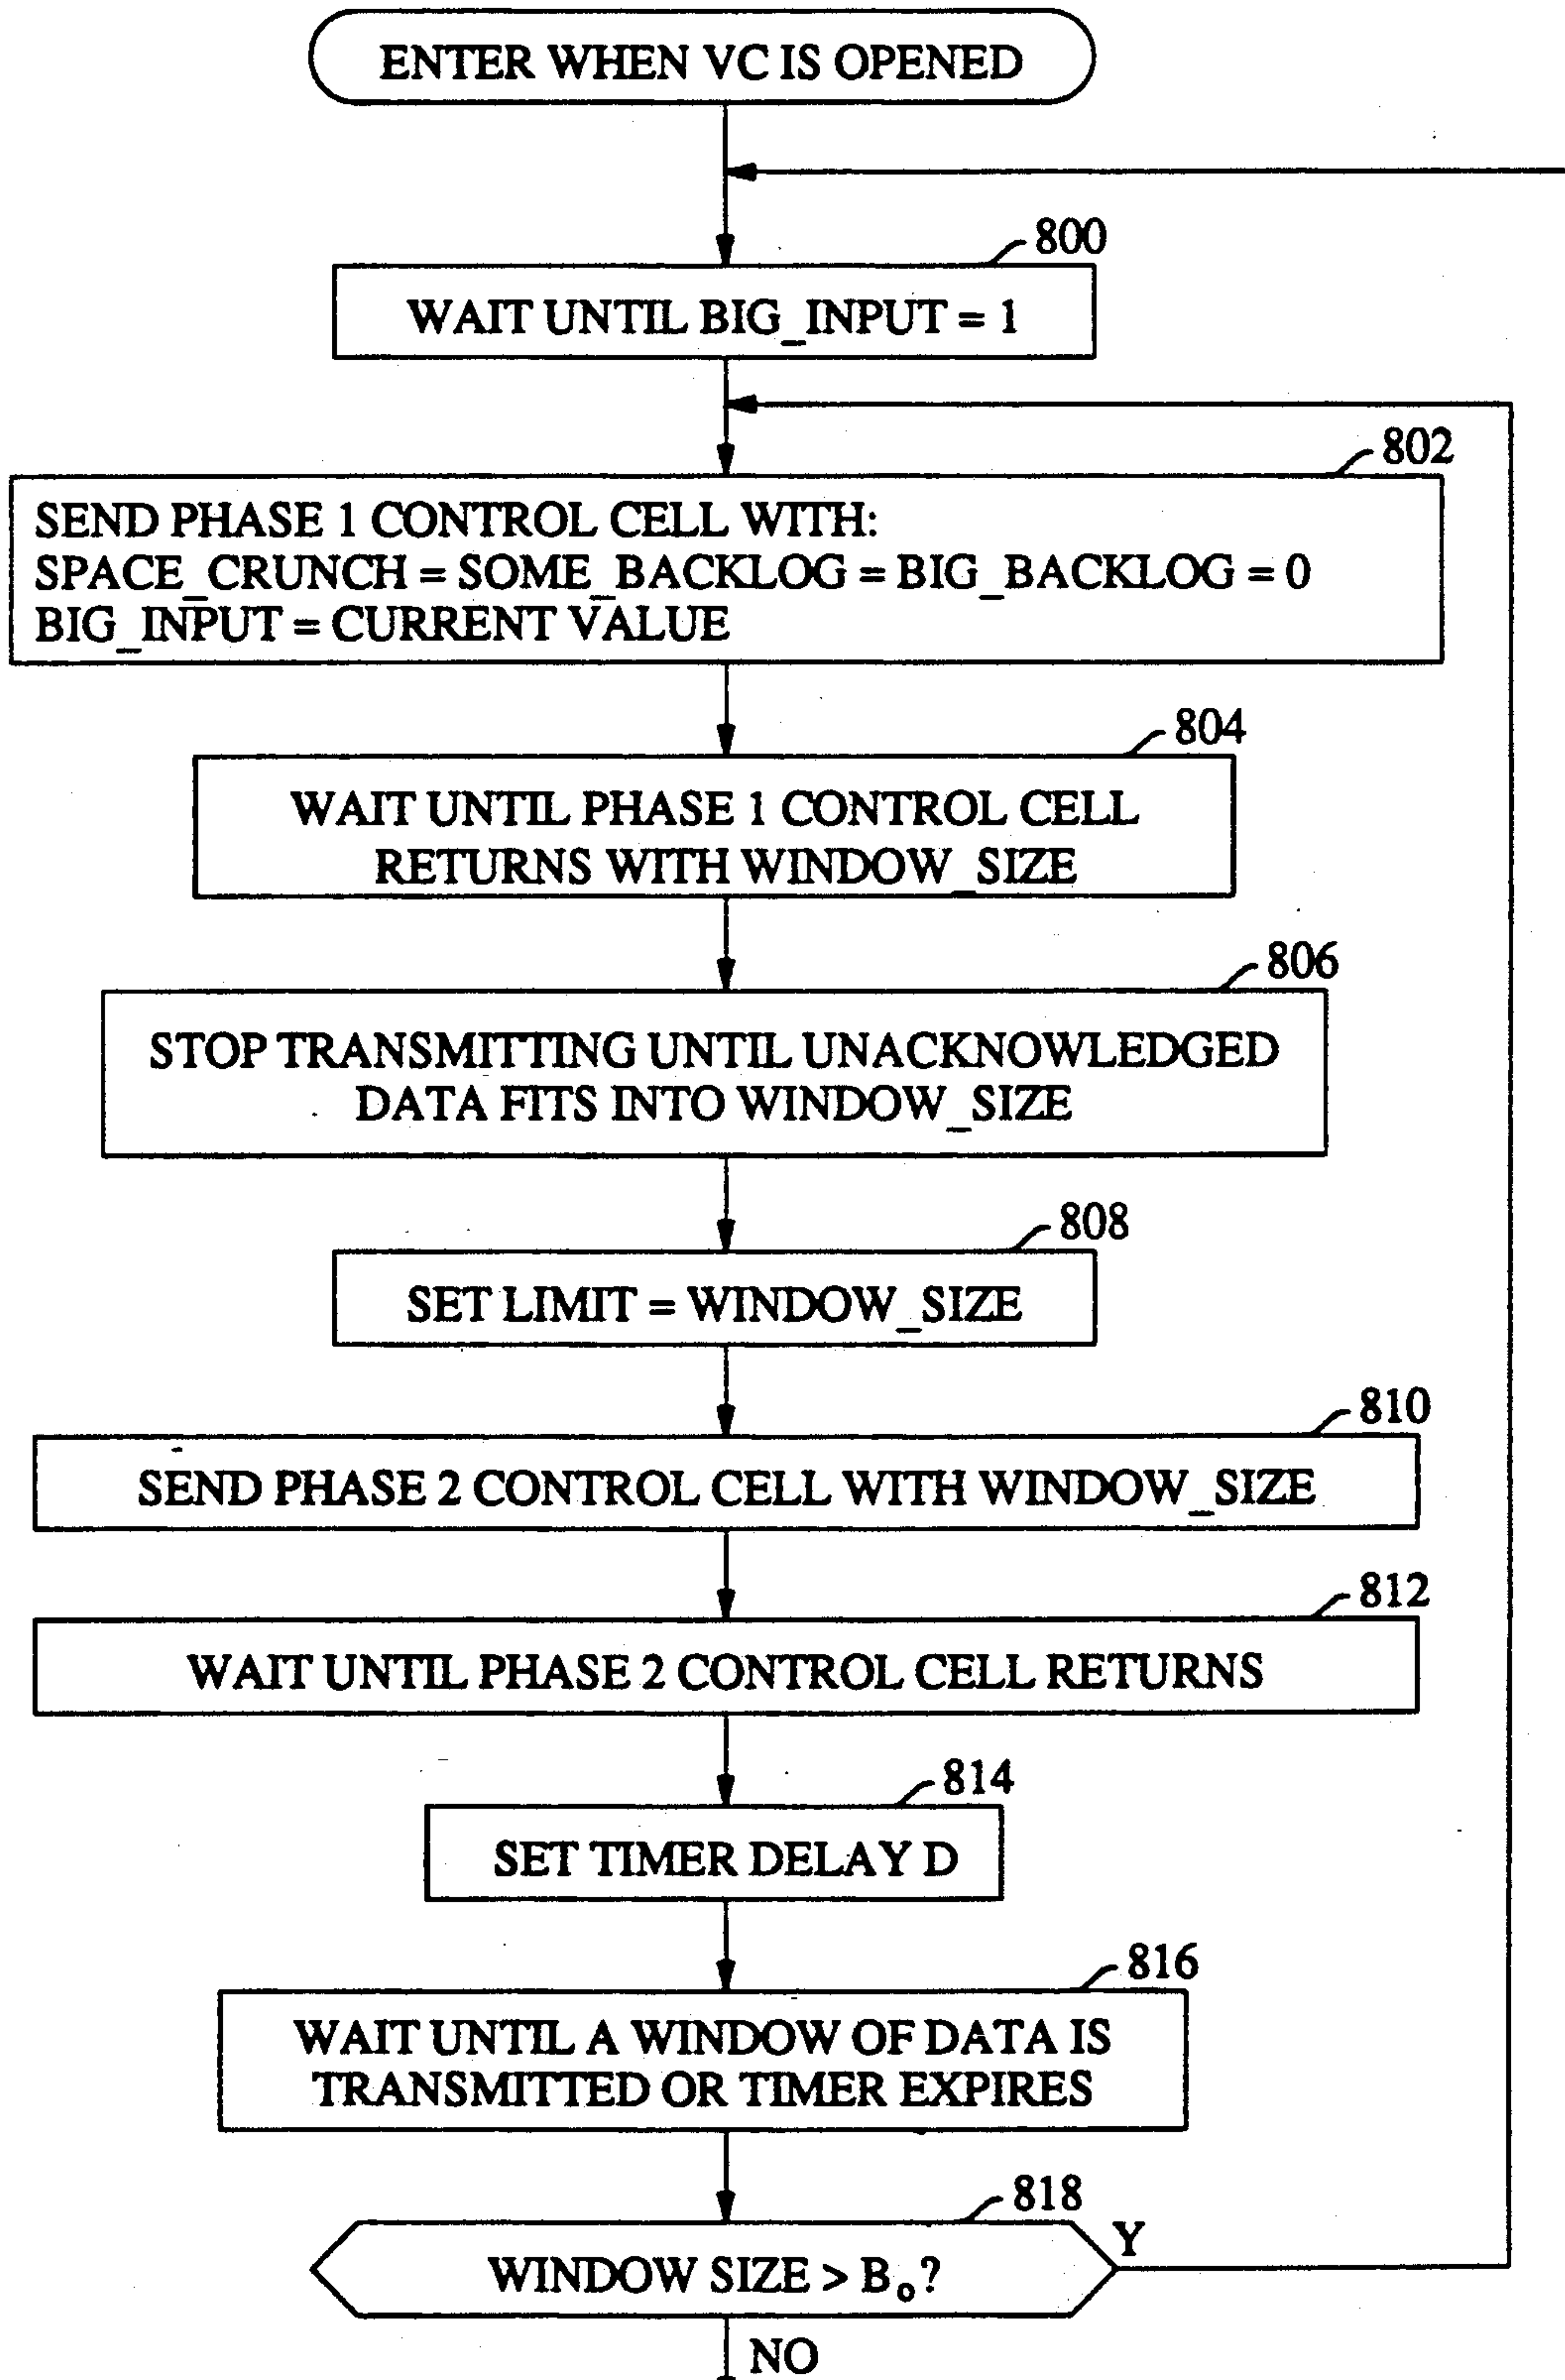 ENTER WHEN VC IS OPENED
800
WAIT UNTIL BIG_INPUT = 1
802
SEND PHASE 1 CONTROL CELL WITH:
SPACE_CRUNCH = SOME_BACKLOG = BIG_BACKLOG = 0
BIG_INPUT = CURRENT VALUE
804
WAIT UNTIL PHASE 1 CONTROL CELL
RETURNS WITH WINDOW_SIZE
806
STOP TRANSMITTING UNTIL UNACKNOWLEDGED
DATA FITS INTO WINDOW_SIZE
808
SET LIMIT = WINDOW_SIZE
810
SEND PHASE 2 CONTROL CELL WITH WINDOW_SIZE
812
WAIT UNTIL PHASE 2 CONTROL CELL RETURNS
814
SET TIMER DELAY D
816
WAIT UNTIL A WINDOW OF DATA IS
TRANSMITTED OR TIMER EXPIRES
818
WINDOW SIZE > Bₒ?
Y
NO